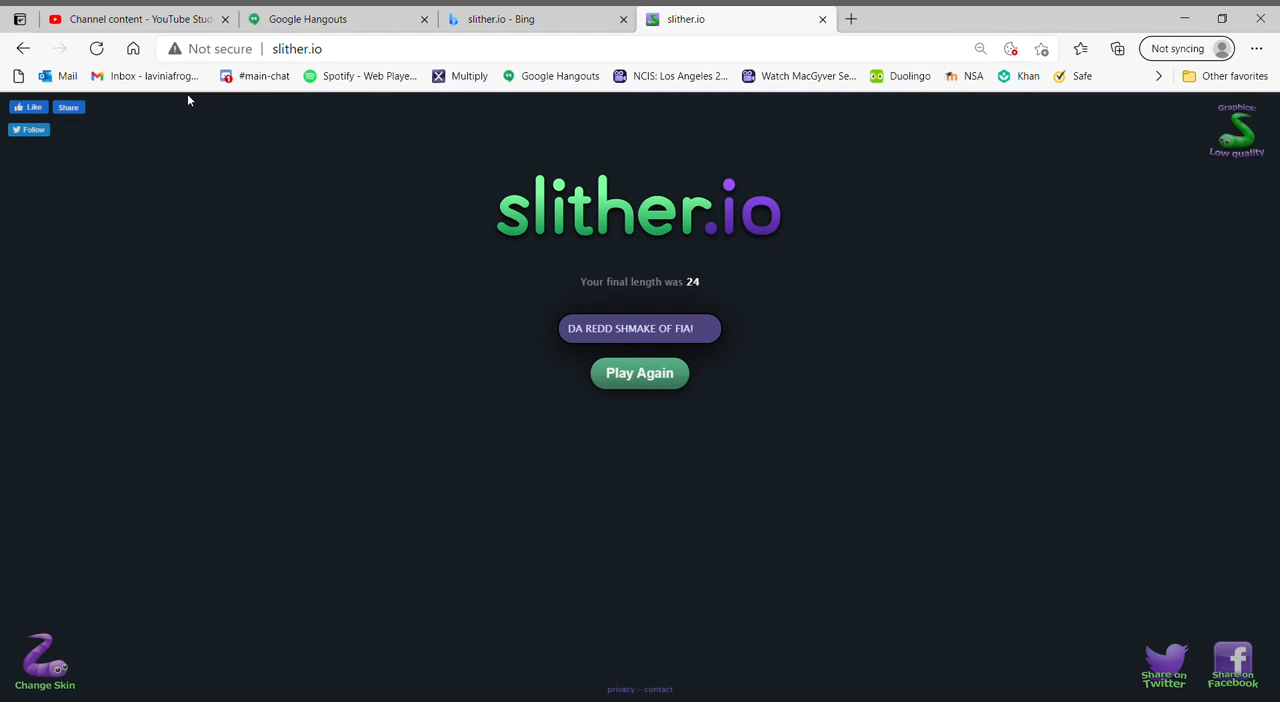 Channel content - YouTube Stud
Google Hangouts
slither.io - Bing
slither.io
Not secure
slither.io
Not syncing
Mail
Inbox - laviniafrog...
#main-chat
Spotify - Web Playe...
Multiply
Google Hangouts
NCIS: Los Angeles 2...
Watch MacGyver Se...
Duolingo
NSA
Khan
Safe
Other favorites
Like
Share
Follow
Graphics:
Low quality
slither.io
Your final length was 24
DA REDD SHMAKE OF FIA!
Play Again
Change Skin
privacy - contact
Share on
Twitter
Share on
Facebook